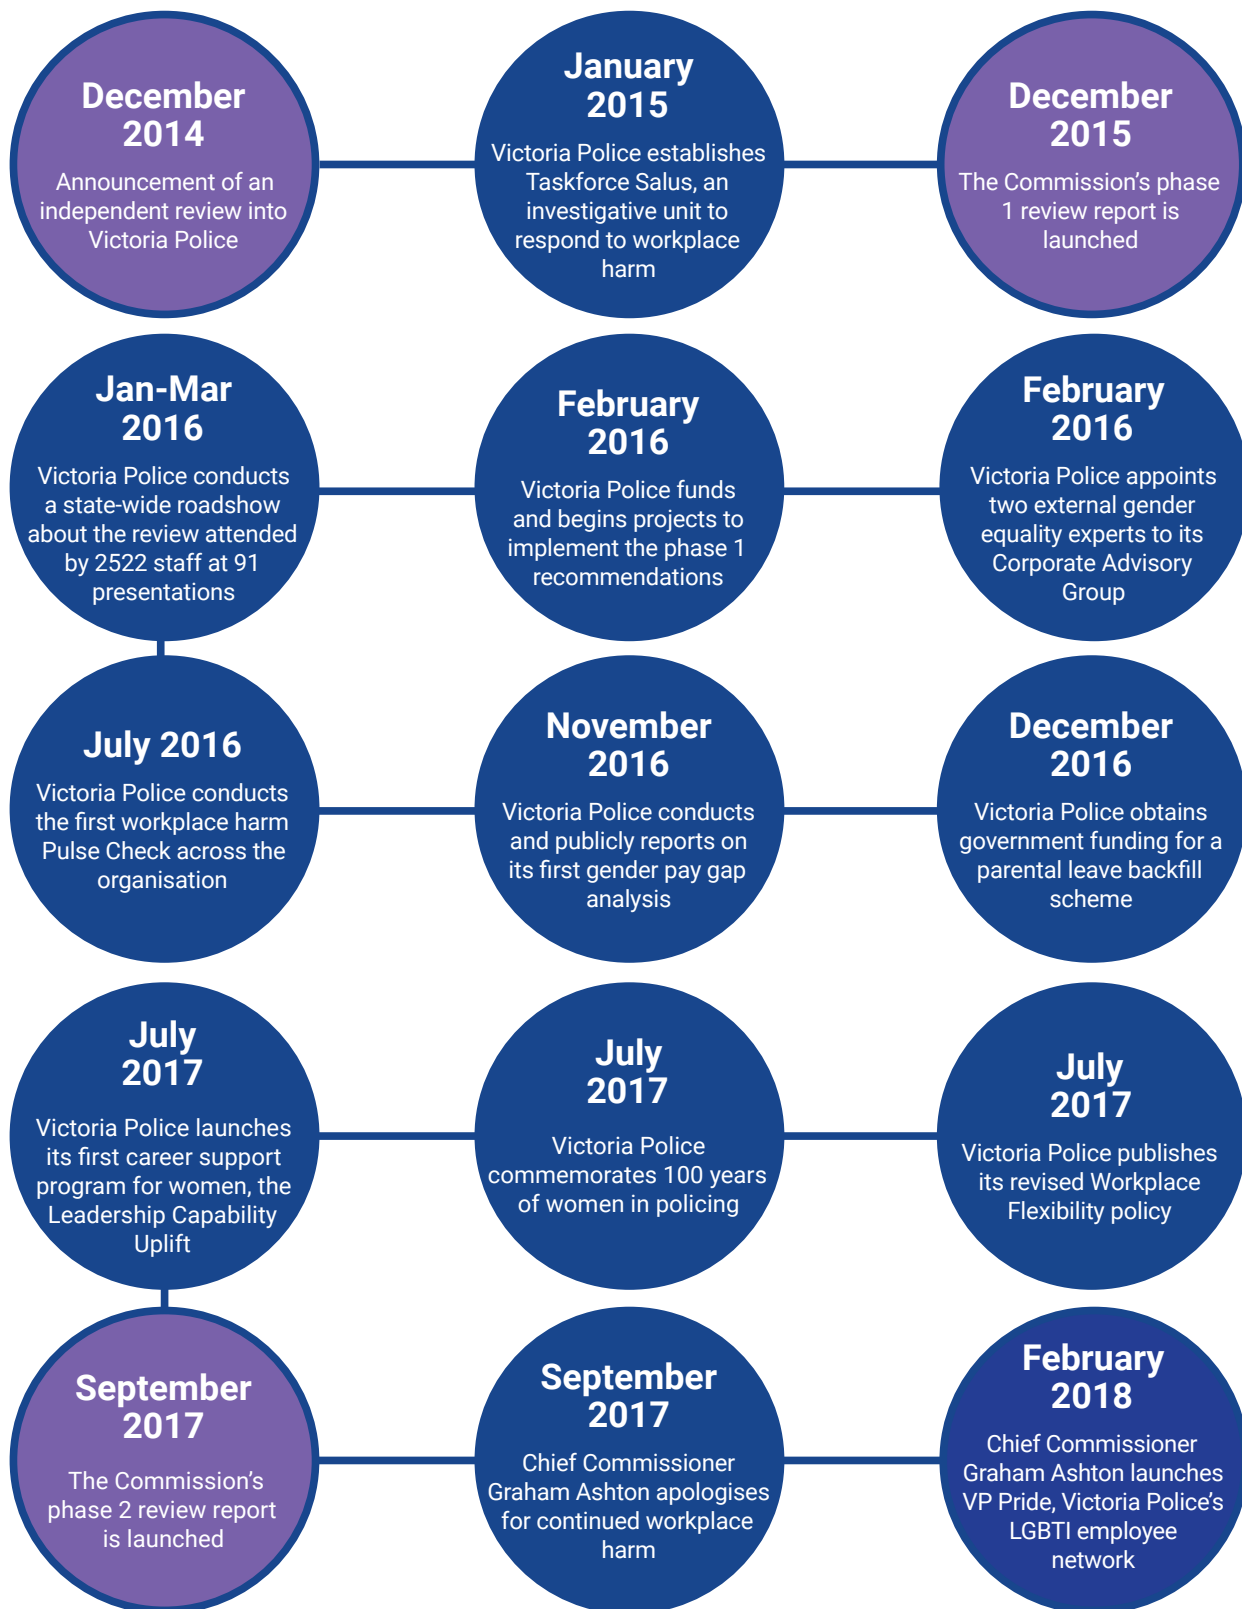 December
2014
Announcement of an
independent review into
Victoria Police
January
2015
Victoria Police establishes
Taskforce Salus, an
investigative unit to
respond to workplace
harm
December
2015
The Commission’s phase
1 review report is
launched
Jan-Mar
2016
Victoria Police conducts
a state-wide roadshow
about the review attended
by 2522 staff at 91
presentations
February
2016
Victoria Police funds
and begins projects to
implement the phase 1
recommendations
February
2016
Victoria Police appoints
two external gender
equality experts to its
Corporate Advisory
Group
July 2016
Victoria Police conducts
the first workplace harm
Pulse Check across the
organisation
November
2016
Victoria Police conducts
and publicly reports on
its first gender pay gap
analysis
December
2016
Victoria Police obtains
government funding for a
parental leave backfill
scheme
July
2017
Victoria Police launches
its first career support
program for women, the
Leadership Capability
Uplift
July
2017
Victoria Police
commemorates 100 years
of women in policing
July
2017
Victoria Police publishes
its revised Workplace
Flexibility policy
September
2017
The Commission’s
phase 2 review report
is launched
September
2017
Chief Commissioner
Graham Ashton apologises
for continued workplace
harm
February
2018
Chief Commissioner
Graham Ashton launches
VP Pride, Victoria Police’s
LGBTI employee
network